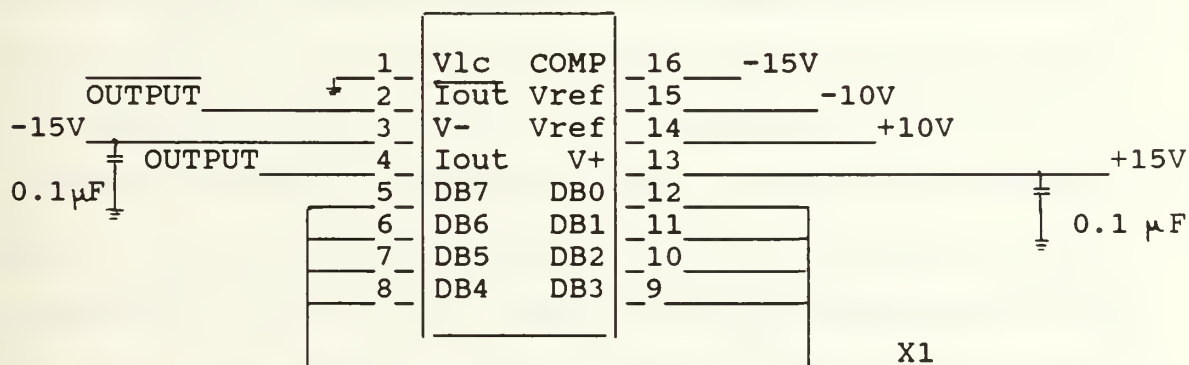 1 Vlc COMP 16 -15V
OUTPUT 2 Iout Vref 15 -10V
-15V 3 V- Vref 14 +10V
OUTPUT 4 Iout V+ 13 +15V
0.1μF 5 DB7 DB0 12
6 DB6 DB1 11 0.1 μF
7 DB5 DB2 10
8 DB4 DB3 9
X1